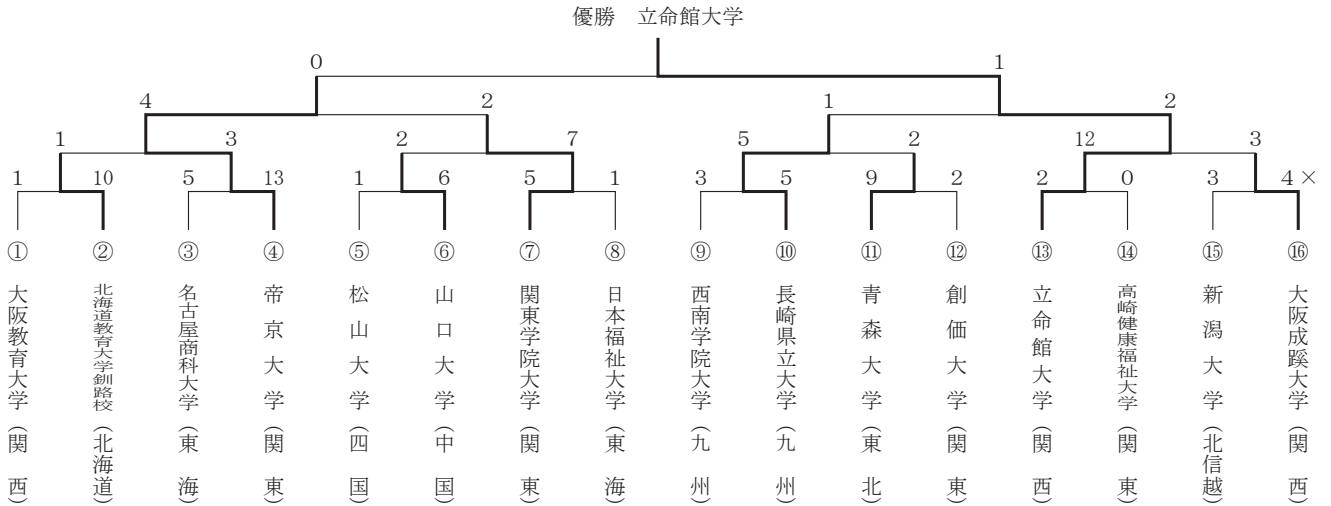 優勝　立命館大学
0 1
4 2 1 2
1 3 2 7 5 2 12 3
1 10 5 13 1 6 5 1 3 5 9 2 2 0 3 4×
① ② ③ ④ ⑤ ⑥ ⑦ ⑧ ⑨ ⑩ ⑪ ⑫ ⑬ ⑭ ⑮ ⑯
大阪教育大学（関西）
北海道教育大学釧路校（北海道）
名古屋商科大学（東海）
帝京大学（関東）
松山大学（四国）
山口大学（中国）
関東学院大学（関東）
日本福祉大学（東海）
西南学院大学（九州）
長崎県立大学（九州）
青森大学（東北）
創価大学（関東）
立命館大学（関西）
高崎健康福祉大学（関東）
新潟大学（北信越）
大阪成蹊大学（関西）